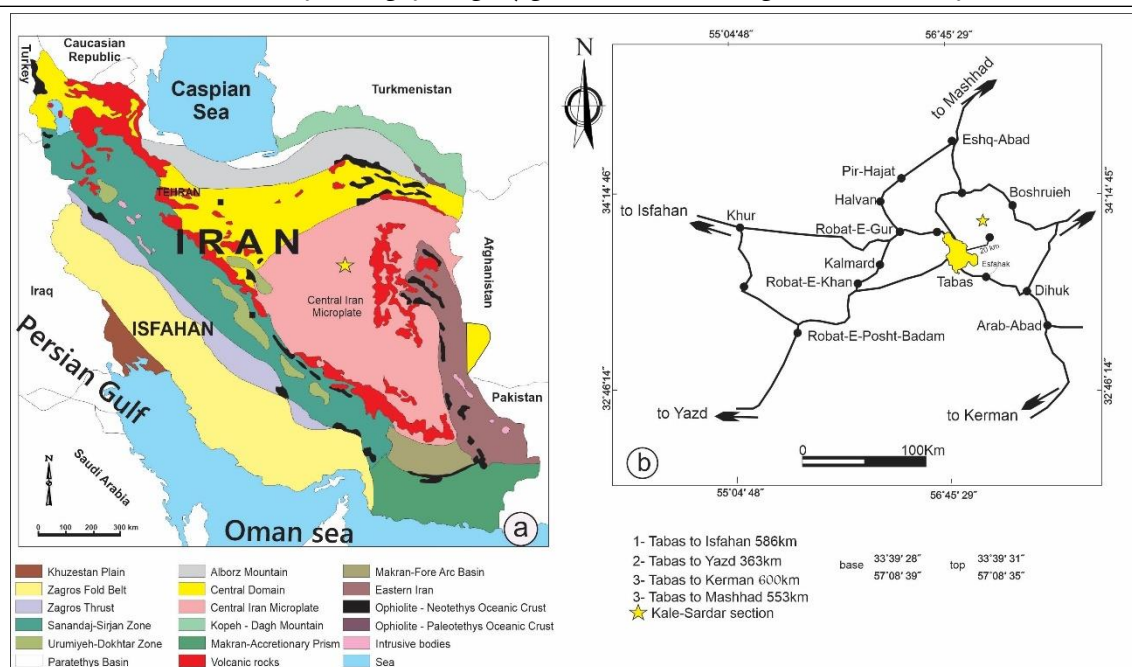 Turkey
Caucasian
Republic
Caspian
Sea
Turkmenistan
TEHRAN
IRAN
Afghanistan
Central Iran
Microplate
Iraq
ISFAHAN
Persian Gulf
Pakistan
Saudi Arabia
N
S
0 300 km
Oman sea
a
Khuzestan Plain
Zagros Fold Belt
Zagros Thrust
Sanandaj-Sirjan Zone
Urumiyeh-Dokhtar Zone
Paratethys Basin
Alborz Mountain
Central Domain
Central Iran Microplate
Kopeh - Dagh Mountain
Makran-Accretionary Prism
Volcanic rocks
Makran-Fore Arc Basin
Eastern Iran
Ophiolite - Neotethys Oceanic Crust
Ophiolite - Paleotethys Oceanic Crust
Intrusive bodies
Sea
55°04´48˝ 56°45´29˝
N
to Mashhad
Eshq-Abad
Pir-Hajat
34°14´46˝
Halvan
Boshruieh
34°14´45˝
to Isfahan
Khur
Robat-E-Gur
20 km
Kalmard
Esfahak
Robat-E-Khan
Tabas
Dihuk
Arab-Abad
Robat-E-Posht-Badam
32°46´14˝
32°46´14˝
to Yazd
to Kerman
0 100Km
b
55°04´48˝ 56°45´29˝
1- Tabas to Isfahan 586km
2- Tabas to Yazd 363km
3- Tabas to Kerman 600km
3- Tabas to Mashhad 553km
Kale-Sardar section
base 33°39´28˝ top 33°39´31˝
57°08´39˝ 57°08´35˝